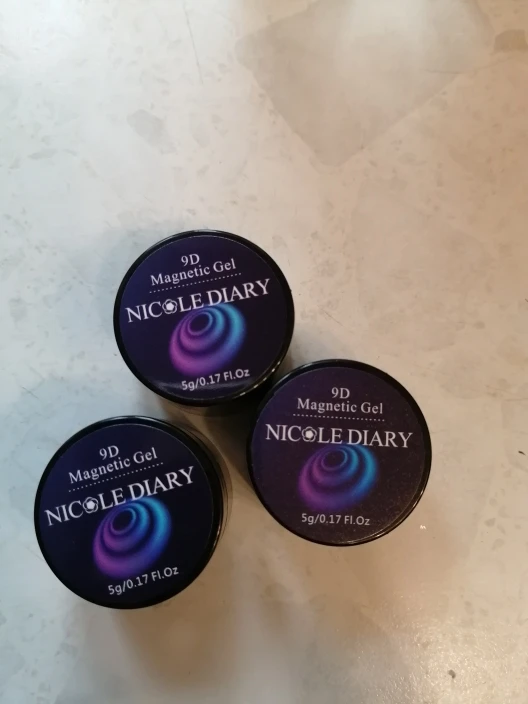 9D
Magnetic Gel
NICOLE DIARY
5g/0.17 Fl.Oz
9D
Magnetic Gel
NICOLE DIARY
5g/0.17 Fl.Oz
9D
Magnetic Gel
NICOLE DIARY
5g/0.17 Fl.Oz